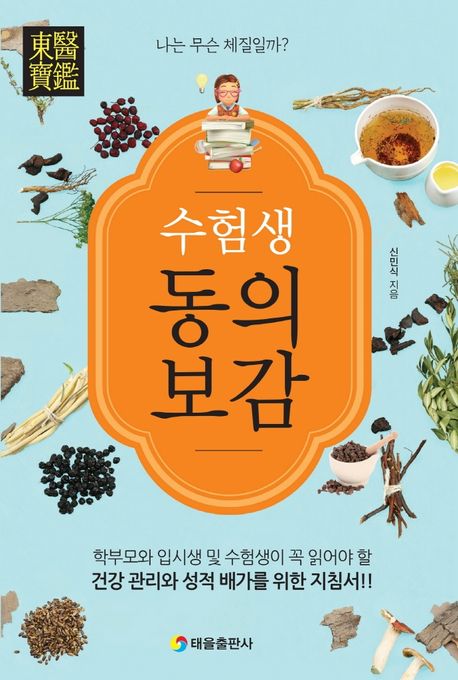 東醫
寶鑑
나는 무슨 체질일까?
수험생
동의
보감
신민식 지음
학부모와 입시생 및 수험생이 꼭 읽어야 할
건강 관리와 성적 배가를 위한 지침서!!
태을출판사